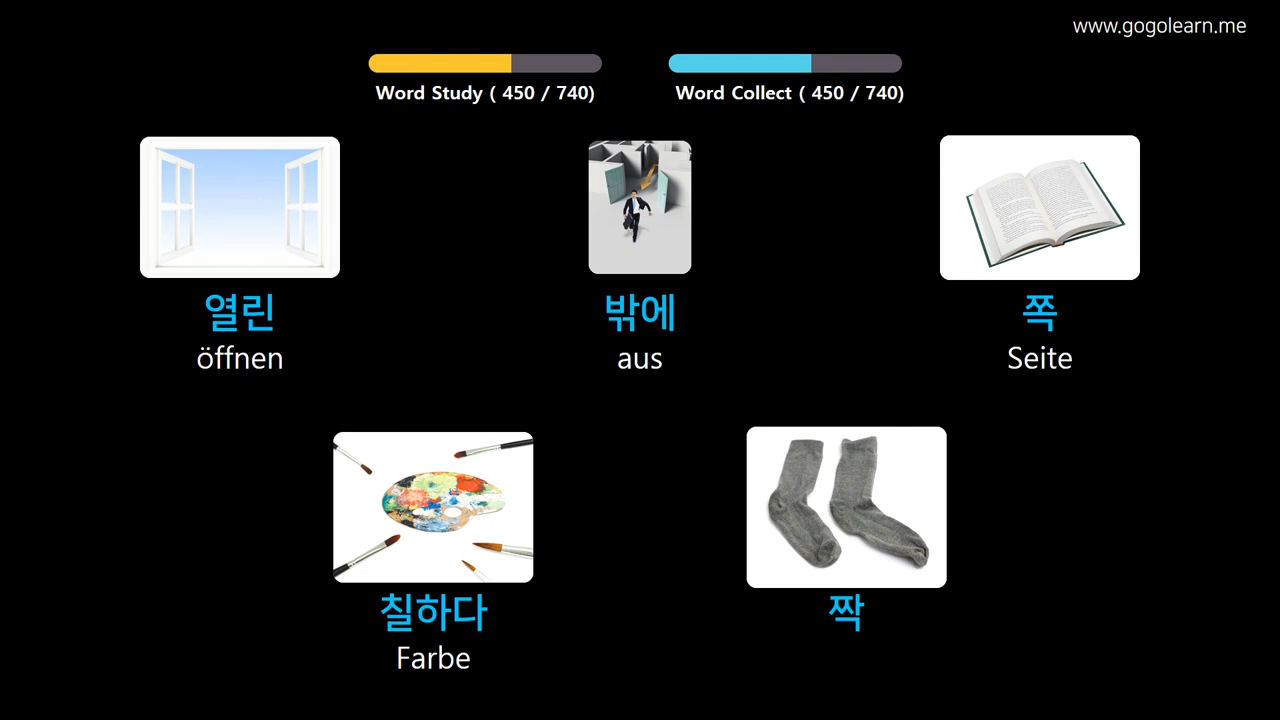 www.gogolearn.me
Word Study ( 450 / 740)
Word Collect ( 450 / 740)
열린
öffnen
밖에
aus
쪽
Seite
칠하다
Farbe
짝